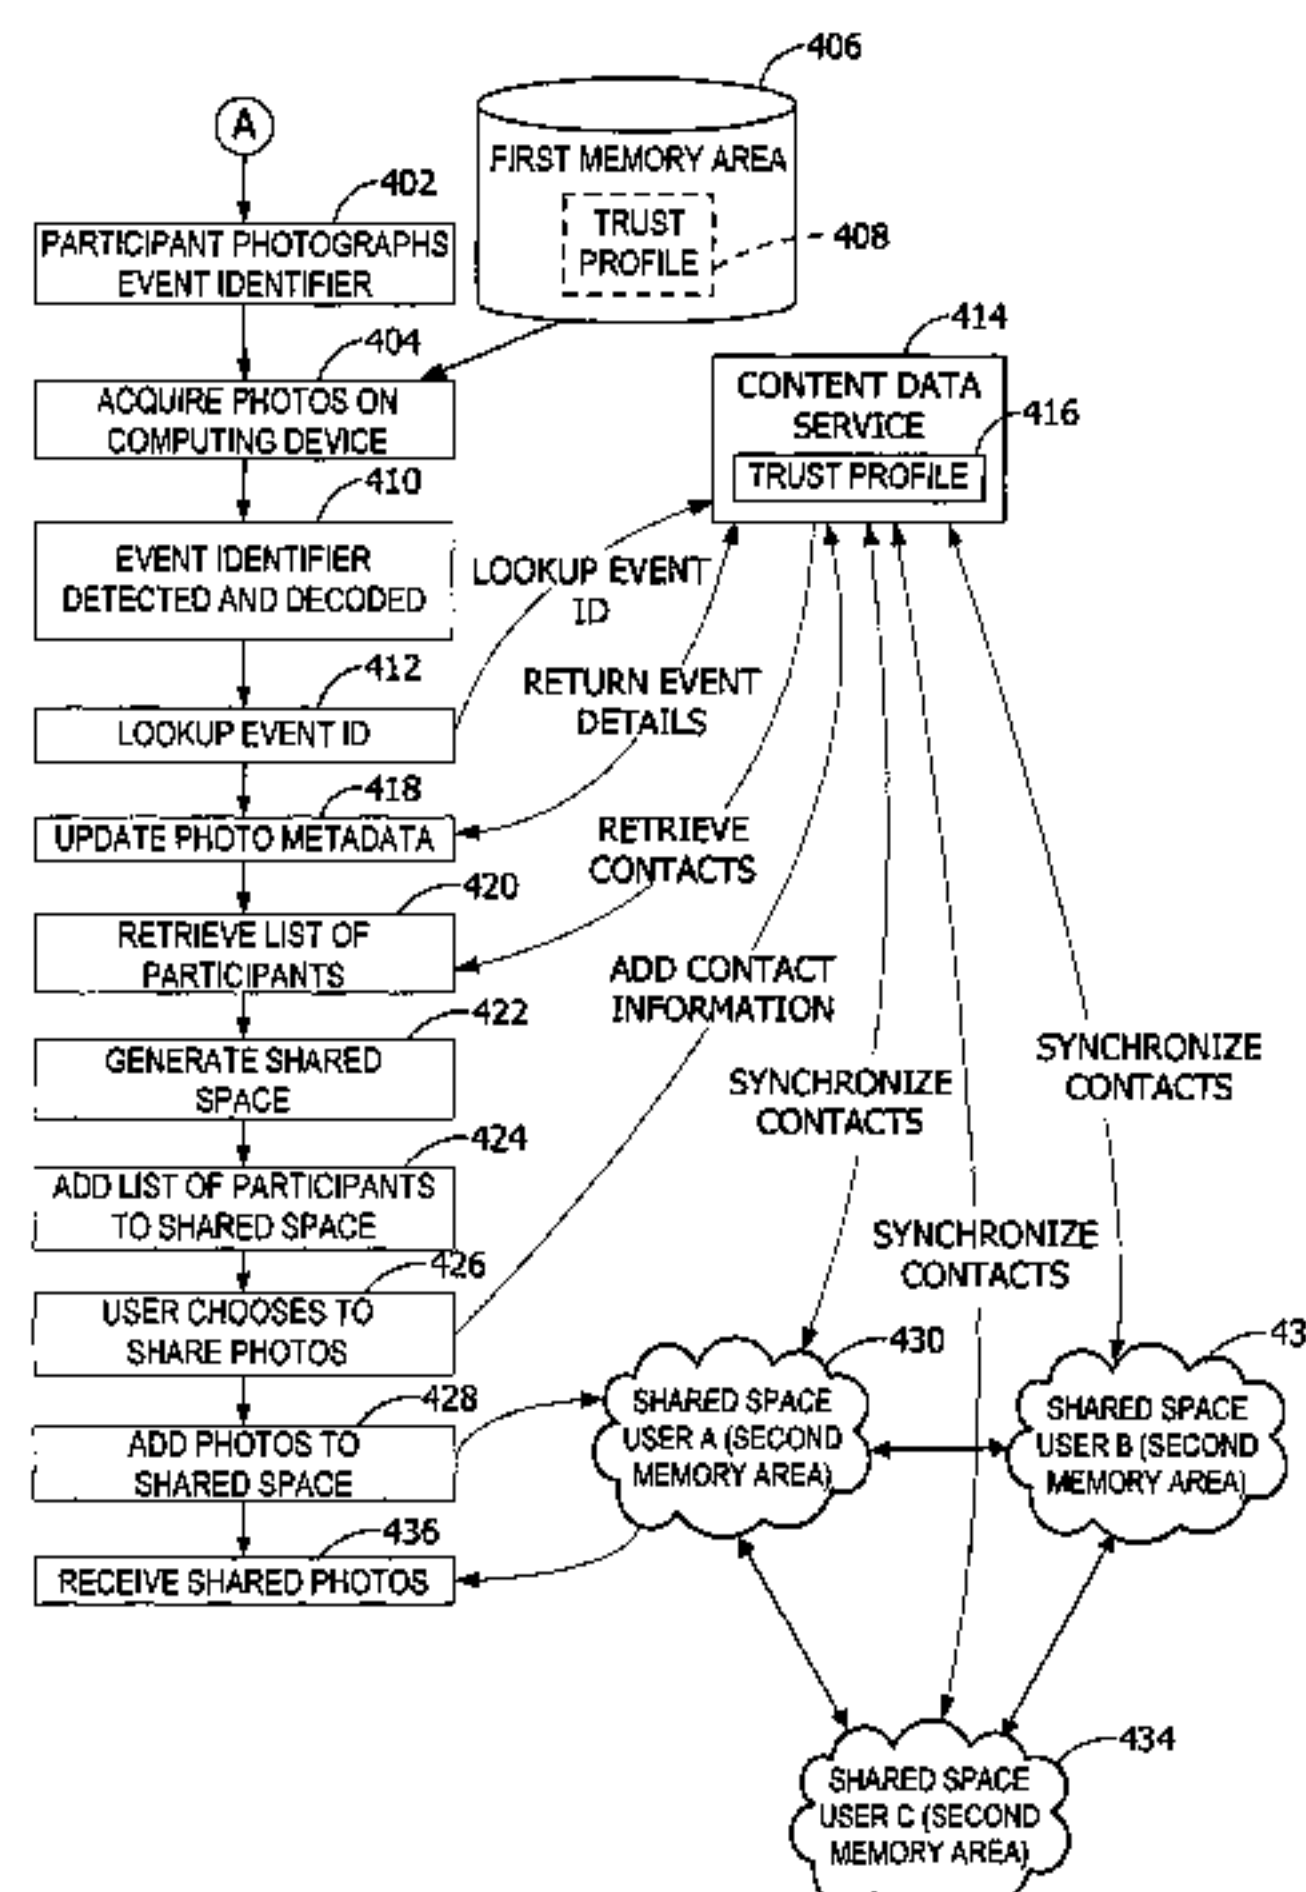 406
A
FIRST MEMORY AREA
402
TRUST
PROFILE
408
PARTICIPANT PHOTOGRAPHS
EVENT IDENTIFIER
404
414
ACQUIRE PHOTOS ON
COMPUTING DEVICE
CONTENT DATA
SERVICE
416
TRUST PROFILE
410
EVENT IDENTIFIER
DETECTED AND DECODED
LOOKUP EVENT
ID
412
LOOKUP EVENT ID
RETURN EVENT
DETAILS
418
UPDATE PHOTO METADATA
RETRIEVE
CONTACTS
420
RETRIEVE LIST OF
PARTICIPANTS
ADD CONTACT
INFORMATION
422
GENERATE SHARED
SPACE
SYNCHRONIZE
CONTACTS
SYNCHRONIZE
CONTACTS
424
ADD LIST OF PARTICIPANTS
TO SHARED SPACE
SYNCHRONIZE
CONTACTS
426
USER CHOOSES TO
SHARE PHOTOS
430
43
428
ADD PHOTOS TO
SHARED SPACE
SHARED SPACE
USER A (SECOND
MEMORY AREA)
SHARED SPACE
USER B (SECOND
MEMORY AREA)
436
RECEIVE SHARED PHOTOS
434
SHARED SPACE
USER C (SECOND
MEMORY AREA)